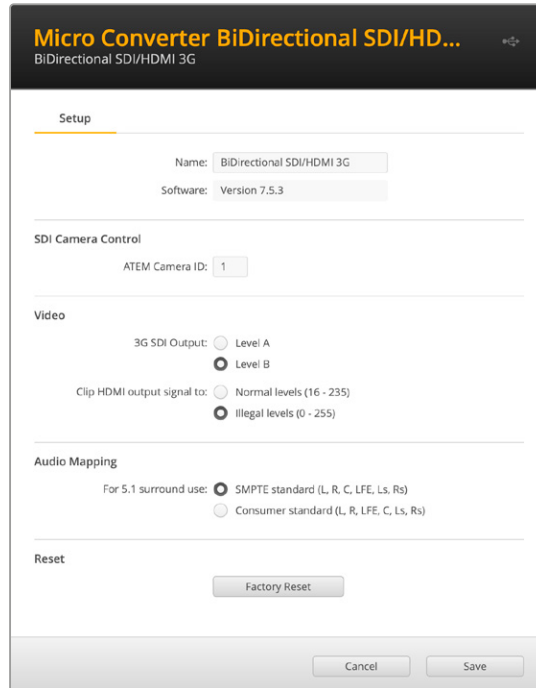 Micro Converter BiDirectional SDI/HD...
BiDirectional SDI/HDMI 3G
Setup
Name: BiDirectional SDI/HDMI 3G
Software: Version 7.5.3
SDI Camera Control
ATEM Camera ID: 1
Video
3G SDI Output: Level A
Level B
Clip HDMI output signal to: Normal levels (16 - 235)
Illegal levels (0 - 255)
Audio Mapping
For 5.1 surround use: SMPTE standard (L, R, C, LFE, Ls, Rs)
Consumer standard (L, R, LFE, C, Ls, Rs)
Reset
Factory Reset
Cancel Save